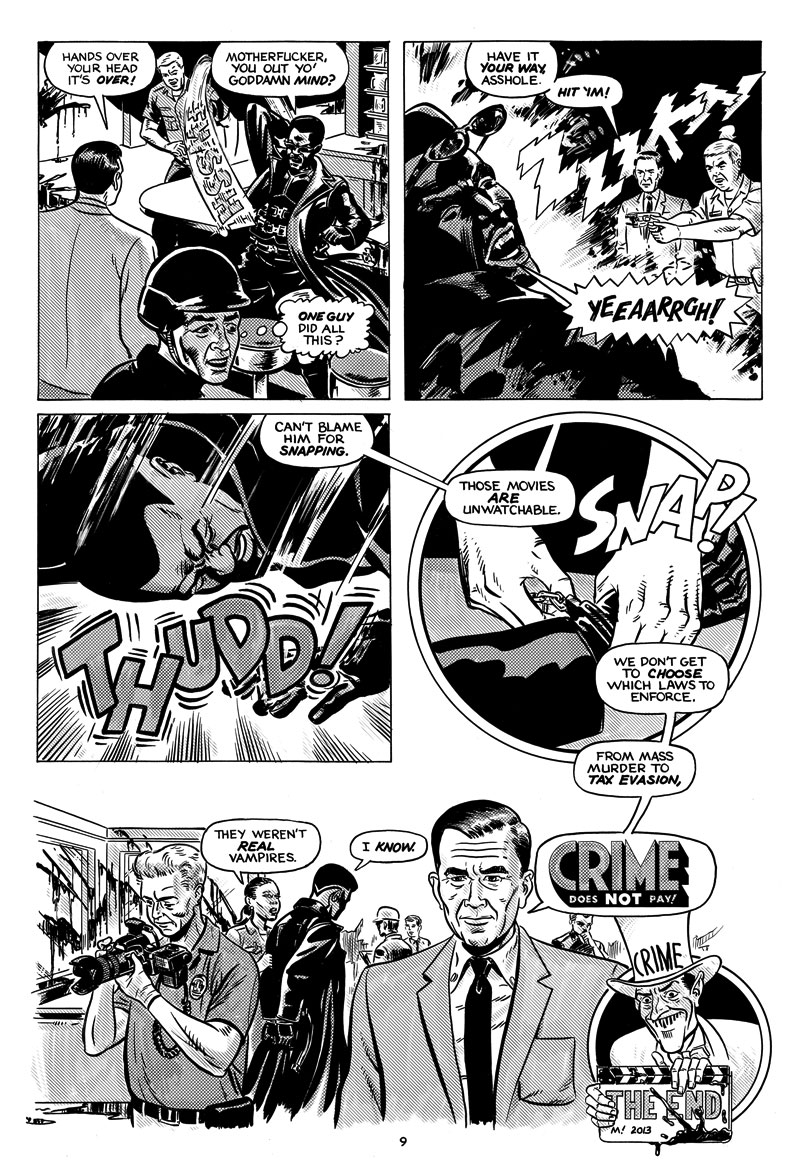 HANDS OVER
YOUR HEAD
IT'S OVER!
MOTHERFUCKER,
YOU OUT YO'
GODDAMN MIND?
ONE GUY
DID ALL
THIS?
HAVE IT
YOUR WAY,
ASSHOLE.
HIT 'YM!
ZZZZKTT!
YEEAARRGH!
CAN'T BLAME
HIM FOR
SNAPPING.
THUDD!
THOSE MOVIES
ARE
UNWATCHABLE.
SNAP!
WE DON'T GET
TO CHOOSE
WHICH LAWS TO
ENFORCE.
FROM MASS
MURDER TO
TAX EVASION,
THEY WEREN'T
REAL
VAMPIRES.
I KNOW.
CRIME
DOES NOT PAY!
CRIME
THE END
M! 2013
9